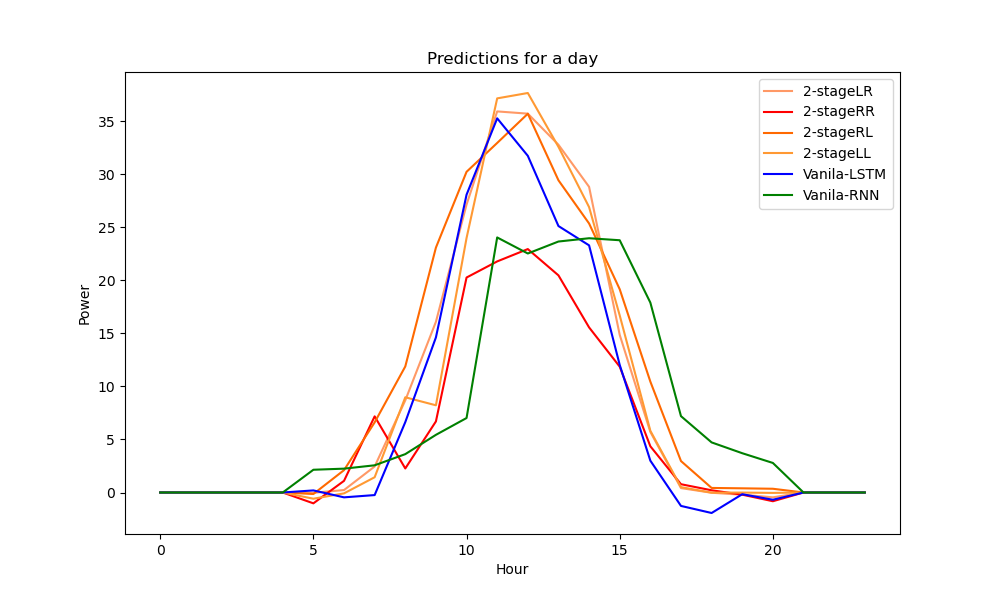 Predictions for a day
2-stageLR
2-stageRR
2-stageRL
2-stageLL
Vanila-LSTM
Vanila-RNN
35
30
25
20
15
10
5
0
Power
0 5 10 15 20
Hour